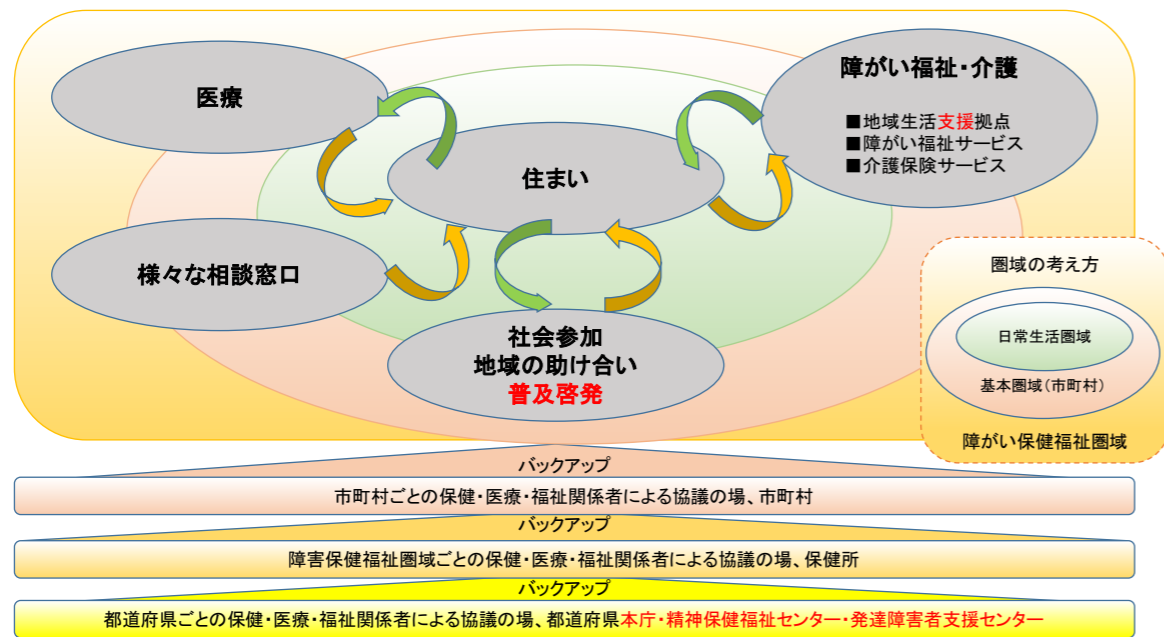 医療
障がい福祉・介護
■地域生活支援拠点
■障がい福祉サービス
■介護保険サービス
住まい
様々な相談窓口
社会参加
地域の助け合い
普及啓発
圏域の考え方
日常生活圏域
基本圏域（市町村）
障がい保健福祉圏域
バックアップ
市町村ごとの保健・医療・福祉関係者による協議の場、市町村
バックアップ
障害保健福祉圏域ごとの保健・医療・福祉関係者による協議の場、保健所
バックアップ
都道府県ごとの保健・医療・福祉関係者による協議の場、都道府県本庁・精神保健福祉センター・発達障害者支援センター